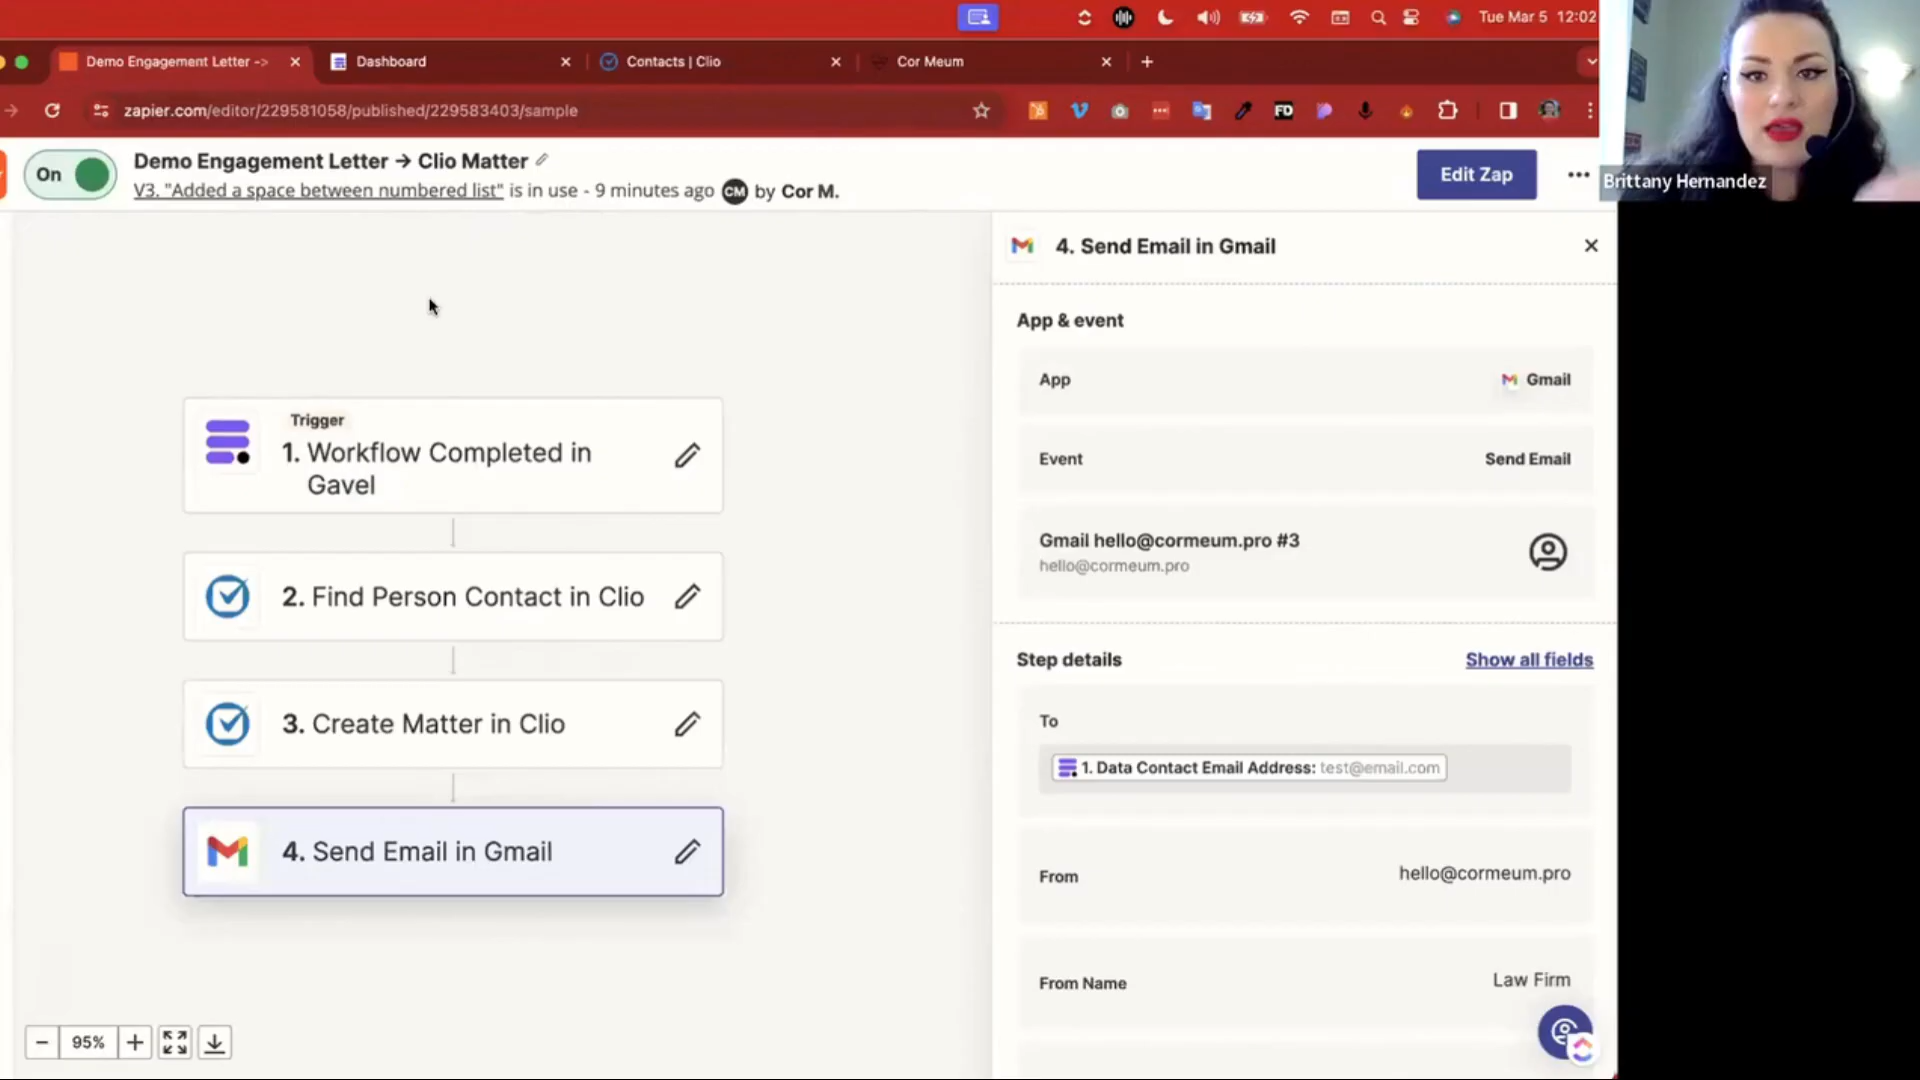 Tue Mar 5 12:02
Demo Engagement Letter ->
Dashboard
Contacts | Clio
Cor Meum
zapier.com/editor/229581058/published/229583403/sample
FD
On
Demo Engagement Letter → Clio Matter
V3. "Added a space between numbered list" is in use - 9 minutes ago CM by Cor M.
Edit Zap
Brittany Hernandez
Trigger
1. Workflow Completed in
Gavel
2. Find Person Contact in Clio
3. Create Matter in Clio
4. Send Email in Gmail
95%
4. Send Email in Gmail
App & event
App
Gmail
Event
Send Email
Gmail hello@cormeum.pro #3
hello@cormeum.pro
Step details
Show all fields
To
1. Data Contact Email Address: test@email.com
From
hello@cormeum.pro
From Name
Law Firm